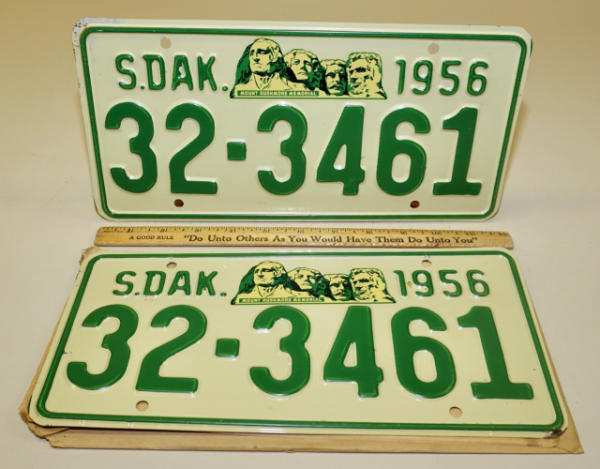 S.DAK. 1956
MOUNT RUSHMORE MEMORIAL
32-3461
A GOOD RULE "Do Unto Others As You Would Have Them Do Unto You"
S.DAK. 1956
MOUNT RUSHMORE MEMORIAL
32-3461